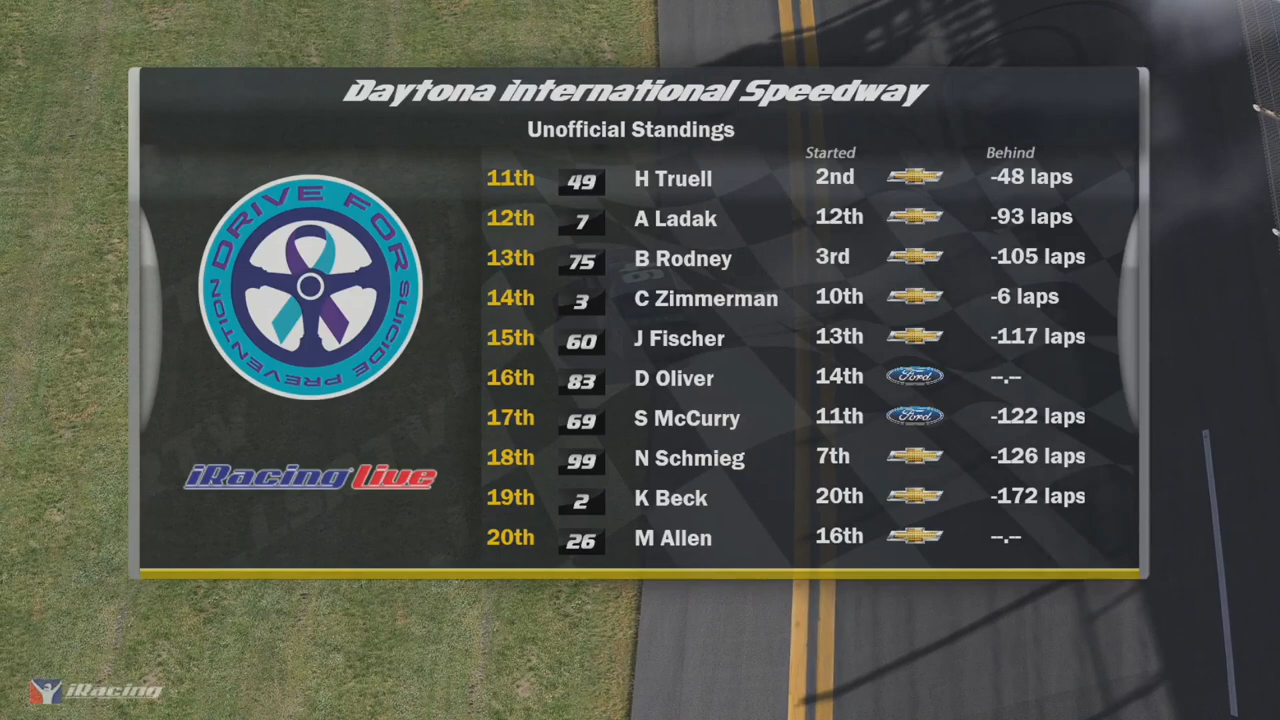 Daytona International Speedway
Unofficial Standings
Started Behind
11th 49 H Truell 2nd -48 laps
12th 7 A Ladak 12th -93 laps
13th 75 B Rodney 3rd -105 laps
14th 3 C Zimmerman 10th -6 laps
15th 60 J Fischer 13th -117 laps
16th 83 D Oliver 14th Ford --.--
17th 69 S McCurry 11th Ford -122 laps
18th 99 N Schmieg 7th -126 laps
19th 2 K Beck 20th -172 laps
20th 26 M Allen 16th --.--
DRIVE FOR
SUICIDE PREVENTION
iRacing Live
iRacing